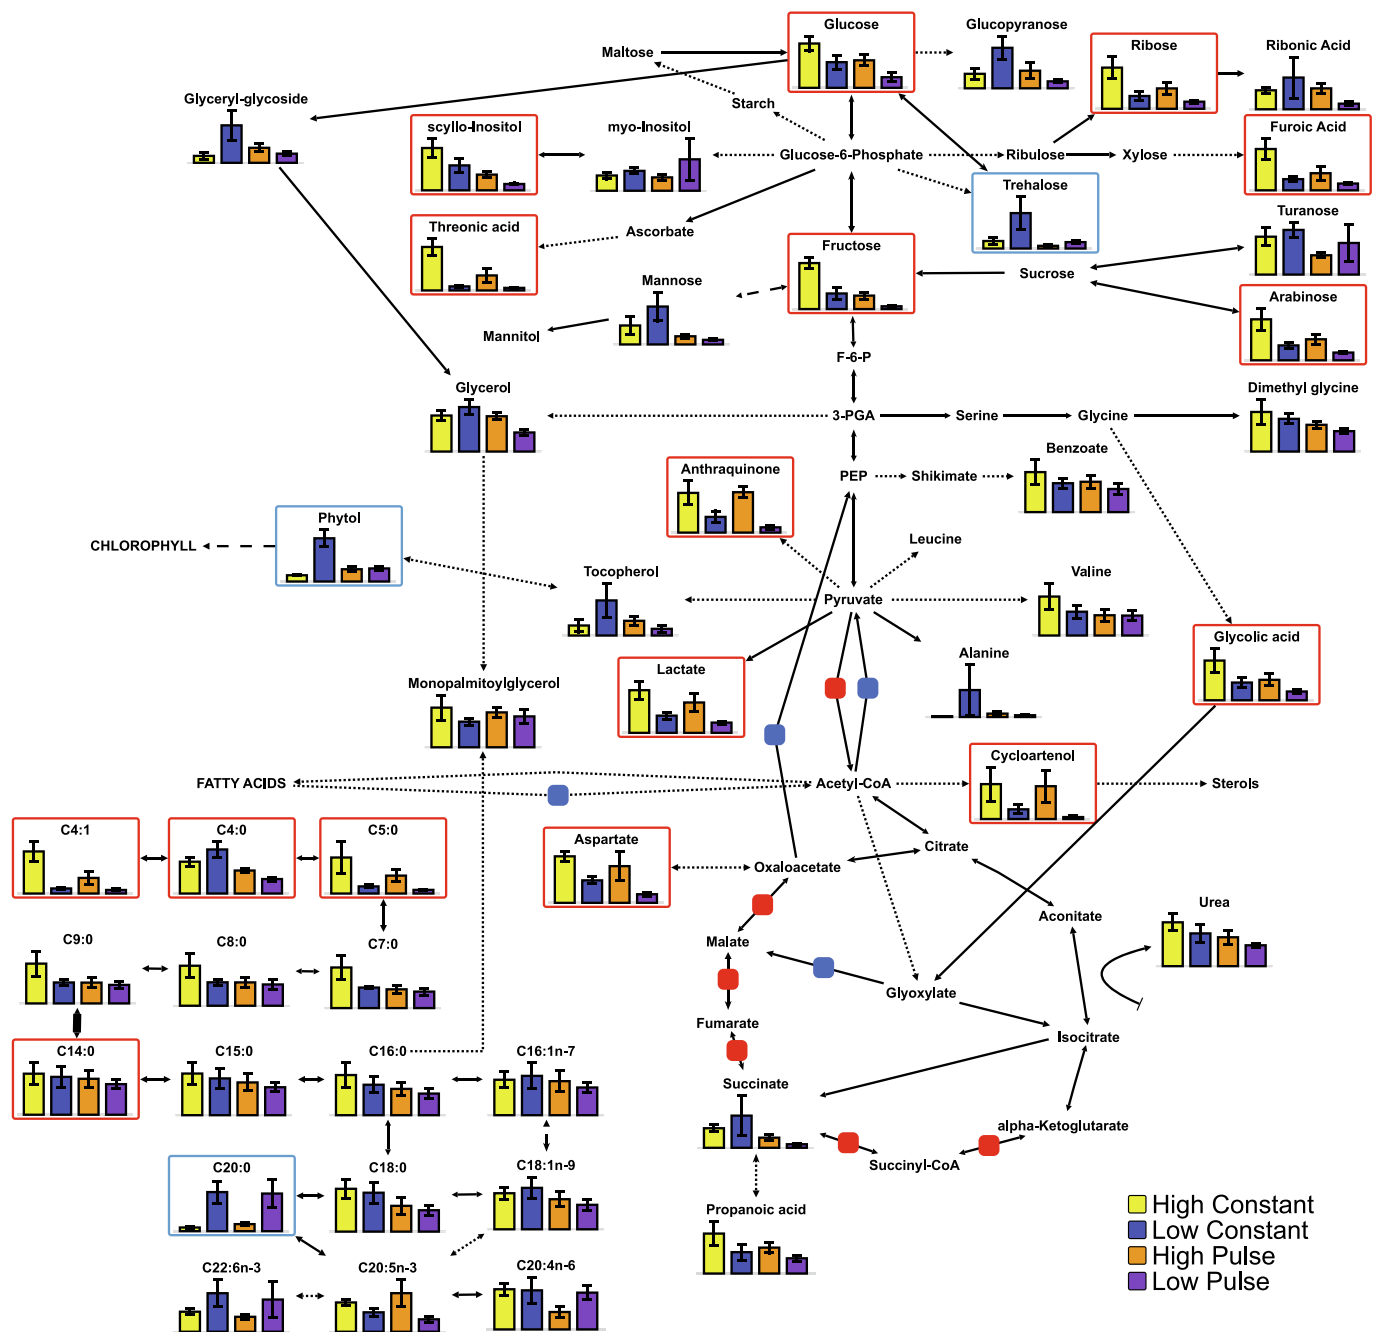 Glucose
Glucopyranose
Ribose
Ribonic Acid
Maltose
Glyceryl-glycoside
Starch
scyllo-Inositol
myo-Inositol
Glucose-6-Phosphate
Ribulose
Xylose
Furoic Acid
Trehalose
Threonic acid
Ascorbate
Fructose
Turanose
Sucrose
Mannose
Arabinose
Mannitol
F-6-P
Glycerol
3-PGA
Serine
Glycine
Dimethyl glycine
Anthraquinone
PEP
Shikimate
Benzoate
Phytol
CHLOROPHYLL
Leucine
Tocopherol
Pyruvate
Valine
Glycolic acid
Lactate
Alanine
Monopalmitoylglycerol
FATTY ACIDS
Acetyl-CoA
Cycloartenol
Sterols
C4:1
C4:0
C5:0
Aspartate
Citrate
Oxaloacetate
Aconitate
Urea
C9:0
C8:0
C7:0
Malate
Glyoxylate
Fumarate
Isocitrate
C14:0
C15:0
C16:0
C16:1n-7
Succinate
alpha-Ketoglutarate
Succinyl-CoA
C20:0
C18:0
C18:1n-9
Propanoic acid
High Constant
Low Constant
High Pulse
Low Pulse
C22:6n-3
C20:5n-3
C20:4n-6